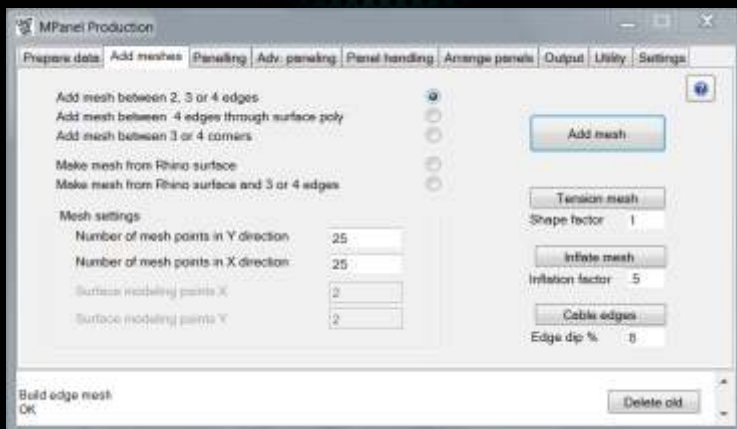 MPanel Production
Prepare data Add meshes Panelling Adv. paneling Panel handling Arrange panels Output Utility Settings
Add mesh between 2, 3 or 4 edges
Add mesh between 4 edges through surface poly
Add mesh between 3 or 4 corners
Add mesh
Make mesh from Rhino surface
Make mesh from Rhino surface and 3 or 4 edges
Tension mesh
Mesh settings
Shape factor 1
Number of mesh points in Y direction 25
Number of mesh points in X direction 25
Inflate mesh
Inflation factor .5
Surface modeling points X 2
Surface modeling points Y 2
Cable edges
Edge dip % 8
Build edge mesh
OK
Delete old